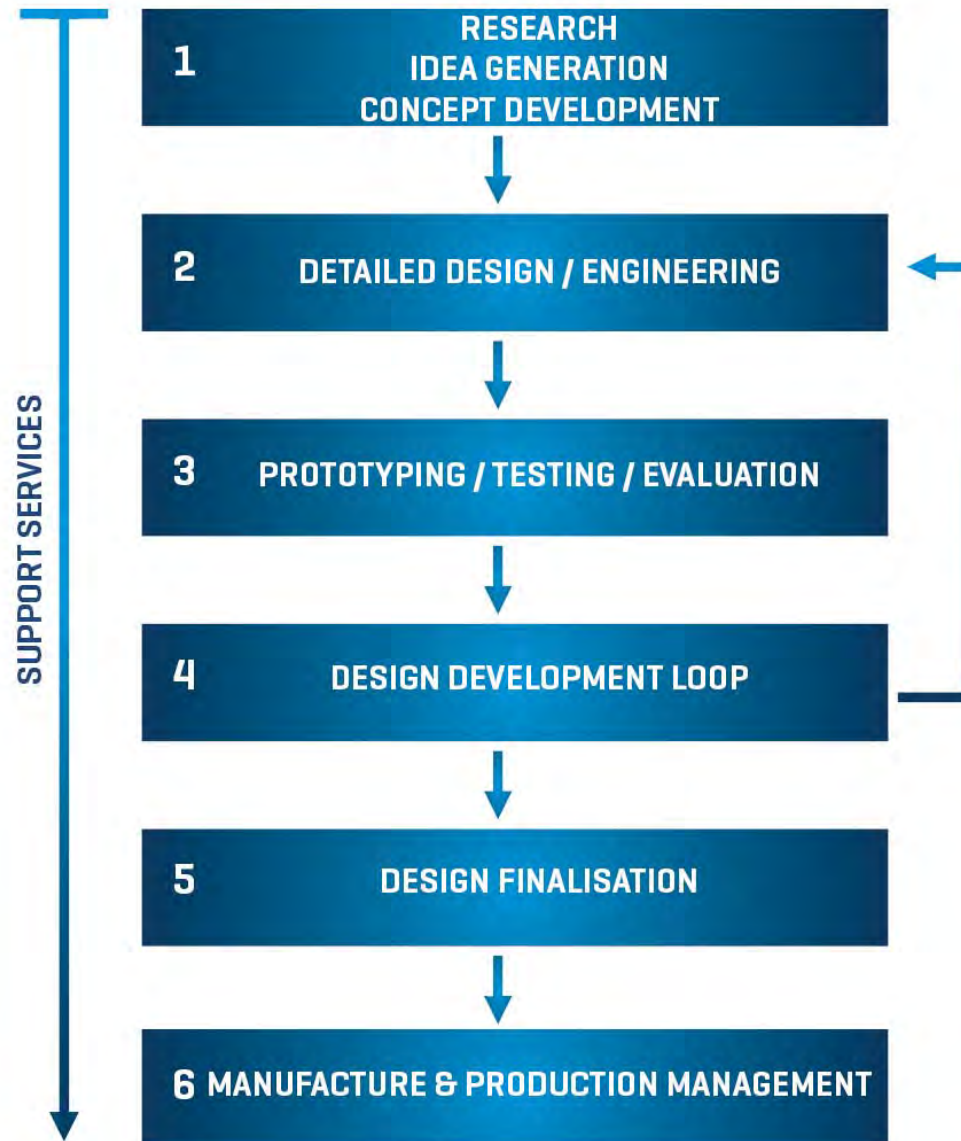 SUPPORT SERVICES
1
RESEARCH
IDEA GENERATION
CONCEPT DEVELOPMENT
2 DETAILED DESIGN / ENGINEERING
3 PROTOTYPING / TESTING / EVALUATION
4 DESIGN DEVELOPMENT LOOP
5 DESIGN FINALISATION
6 MANUFACTURE & PRODUCTION MANAGEMENT